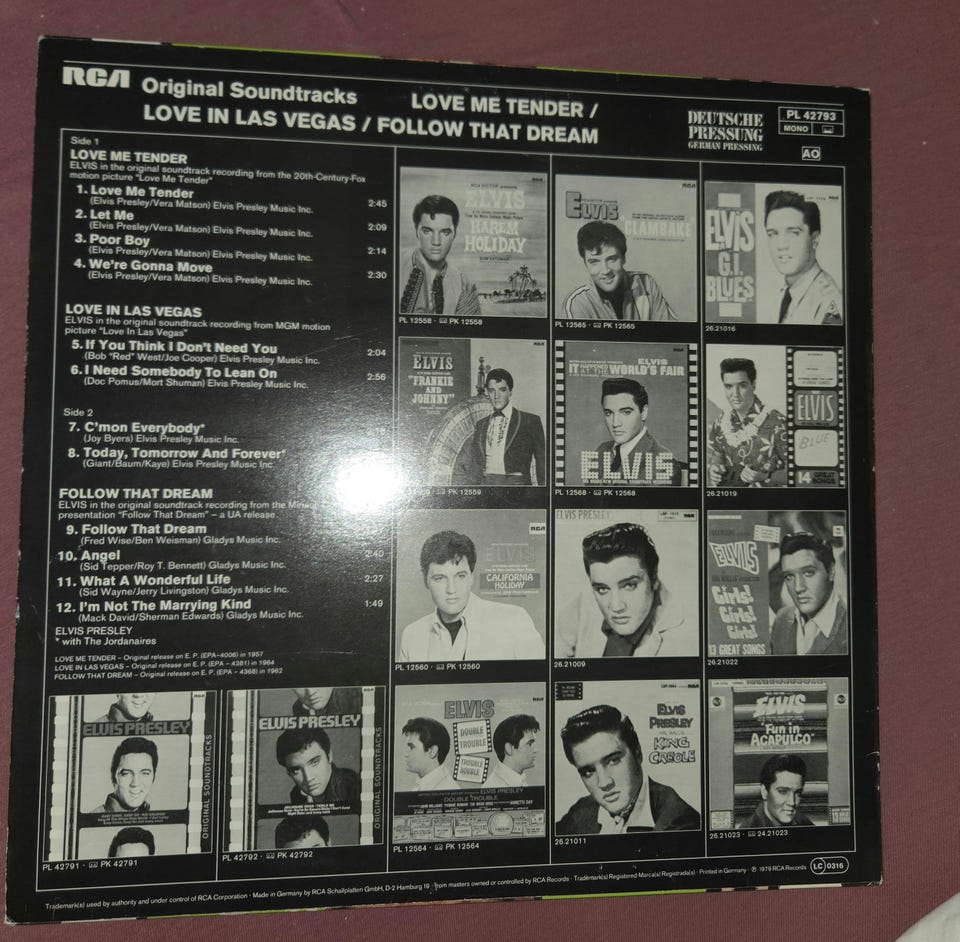 RCA Original Soundtracks LOVE ME TENDER /
LOVE IN LAS VEGAS / FOLLOW THAT DREAM
DEUTSCHE
PRESSUNG
GERMAN PRESSING
PL 42793
MONO
AO
Side 1
LOVE ME TENDER
ELVIS in the original soundtrack recording from the 20th-Century-Fox
motion picture "Love Me Tender"
1. Love Me Tender 2:45
(Elvis Presley/Vera Matson) Elvis Presley Music Inc.
2. Let Me 2:09
(Elvis Presley/Vera Matson) Elvis Presley Music Inc.
3. Poor Boy 2:14
(Elvis Presley/Vera Matson) Elvis Presley Music Inc.
4. We're Gonna Move 2:30
(Elvis Presley/Vera Matson) Elvis Presley Music Inc.
LOVE IN LAS VEGAS
ELVIS in the original soundtrack recording from MGM motion
picture "Love In Las Vegas"
5. If You Think I Don't Need You 2:04
(Bob "Red" West/Joe Cooper) Elvis Presley Music Inc.
6. I Need Somebody To Lean On 2:56
(Doc Pomus/Mort Shuman) Elvis Presley Music Inc.
Side 2
7. C'mon Everybody*
(Joy Byers) Elvis Presley Music Inc.
8. Today, Tomorrow And Forever*
(Giant/Baum/Kaye) Elvis Presley Music Inc
FOLLOW THAT DREAM
ELVIS in the original soundtrack recording from the
presentation "Follow That Dream" – a UA release
9. Follow That Dream
(Fred Wise/Ben Weisman) Gladys Music Inc.
10. Angel 2:40
(Sid Tepper/Roy T. Bennett) Gladys Music Inc.
11. What A Wonderful Life 2:27
(Sid Wayne/Jerry Livingston) Gladys Music Inc.
12. I'm Not The Marrying Kind 1:49
(Mack David/Sherman Edwards) Gladys Music Inc.
ELVIS PRESLEY
* with The Jordanaires
LOVE ME TENDER – Original release on E. P. (EPA-4006) in 1957
LOVE IN LAS VEGAS – Original release on E. P. (EPA – 4381) in 1964
FOLLOW THAT DREAM – Original release on E. P. (EPA – 4368) in 1962
ELVIS
HAREM
HOLIDAY
PL 12558 · PK 12558
Elvis
CLAMBAKE
PL 12565 · PK 12565
ELVIS
G.I.
BLUES
26.21016
ELVIS
"FRANKIE
AND
JOHNNY"
PK 12559
ELVIS
IT HAPPENED AT THE WORLD'S FAIR
ELVIS
PL 12568 · PK 12568
ELVIS
BLUE
14 GREAT SONGS
26.21019
ELVIS
CALIFORNIA
HOLIDAY
PL 12560 · PK 12560
ELVIS PRESLEY
26.21009
ELVIS
Girls!
Girls!
Girls!
13 GREAT SONGS
26.21022
ELVIS PRESLEY
ORIGINAL SOUNDTRACKS
PL 42791 · PK 42791
ELVIS PRESLEY
ORIGINAL SOUNDTRACKS
PL 42792 · PK 42792
ELVIS
DOUBLE
TROUBLE
TROUBLE
DOUBLE
DOUBLE TROUBLE
PL 12564 · PK 12564
ELVIS
PRESLEY
KING
CREOLE
26.21011
ELVIS
"Fun in
ACAPULCO"
26.21023 · 24.21023
Trademark(s) used by authority and under control of RCA Corporation · Made in Germany by RCA Schallplatten GmbH, D-2 Hamburg 19 · from masters owned or controlled by RCA Records · Trademark(s) Registered·Marca(s) Registrada(s) · Printed in Germany · ℗ 1979 RCA Records LC 0316